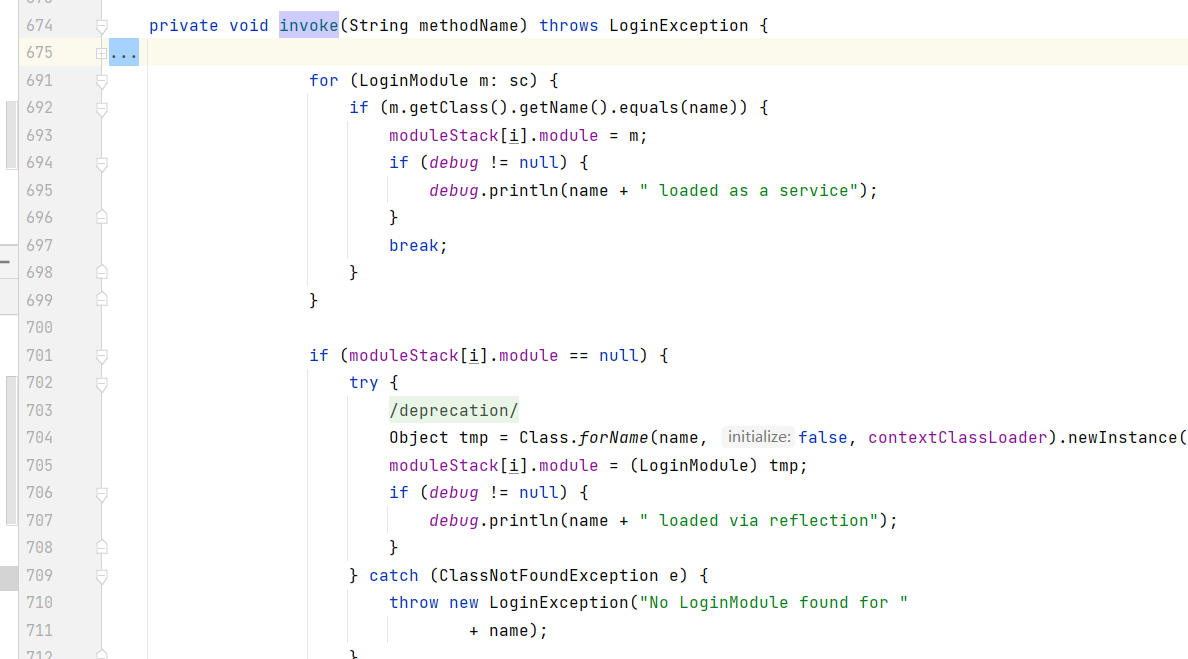 673
674 private void invoke(String methodName) throws LoginException {
675 ...
691 for (LoginModule m: sc) {
692 if (m.getClass().getName().equals(name)) {
693 moduleStack[i].module = m;
694 if (debug != null) {
695 debug.println(name + " loaded as a service");
696 }
697 break;
698 }
699 }
700
701 if (moduleStack[i].module == null) {
702 try {
703 /deprecation/
704 Object tmp = Class.forName(name, initialize: false, contextClassLoader).newInstance(
705 moduleStack[i].module = (LoginModule) tmp;
706 if (debug != null) {
707 debug.println(name + " loaded via reflection");
708 }
709 } catch (ClassNotFoundException e) {
710 throw new LoginException("No LoginModule found for "
711 + name);
712 }